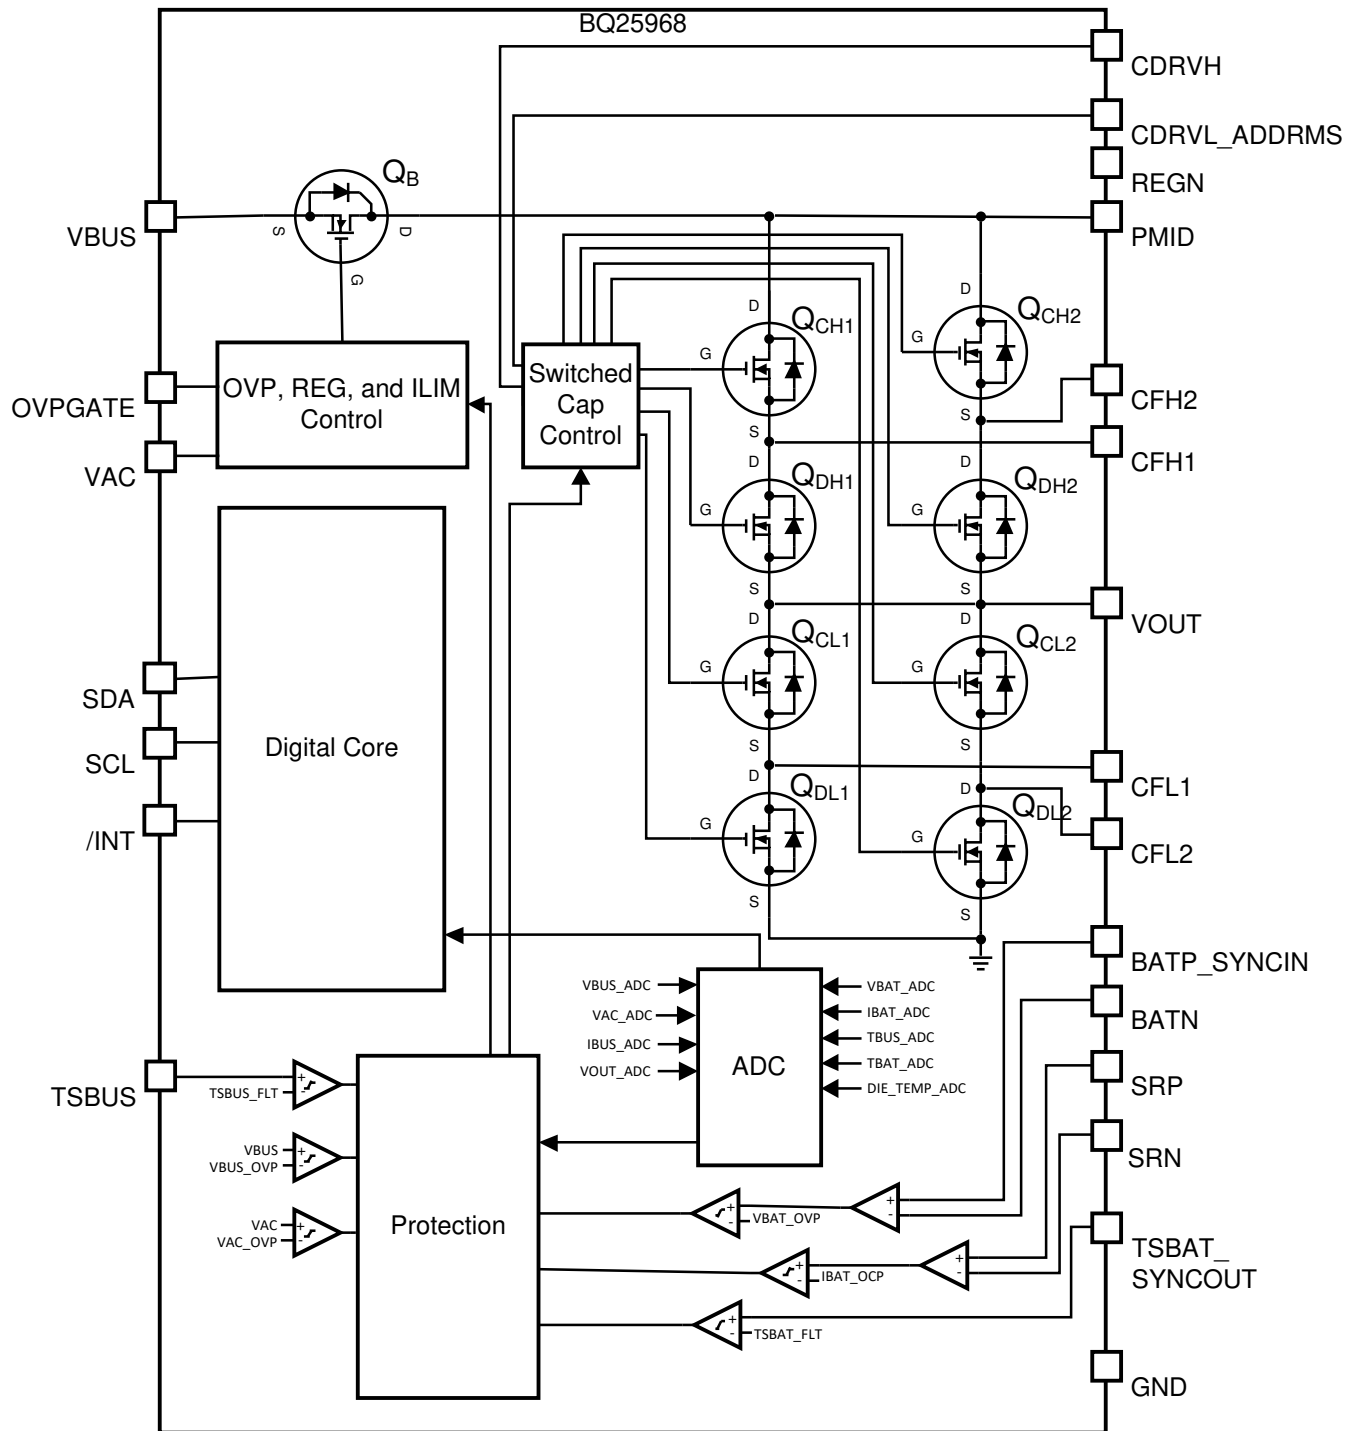 BQ25968
CDRVH
CDRVL_ADDRMS
REGN
PMID
VBUS
QB
S
D
G
OVPGATE
VAC
OVP, REG, and ILIM
Control
Switched
Cap
Control
D
QCH1
G
S
D
QCH2
G
S
CFH2
CFH1
D
QDH1
G
S
D
QDH2
G
S
VOUT
D
QCL1
G
S
D
QCL2
G
S
CFL1
D
QDL1
G
S
D
QDL2
G
S
CFL2
SDA
SCL
/INT
Digital Core
BATP_SYNCIN
BATN
SRP
SRN
TSBAT_
SYNCOUT
GND
VBUS_ADC
VAC_ADC
IBUS_ADC
VOUT_ADC
ADC
VBAT_ADC
IBAT_ADC
TBUS_ADC
TBAT_ADC
DIE_TEMP_ADC
TSBUS
TSBUS_FLT
+
-
VBUS
VBUS_OVP
+
-
VAC
VAC_OVP
+
-
Protection
+
-
VBAT_OVP
+
-
+
-
IBAT_OCP
+
-
+
-
TSBAT_FLT